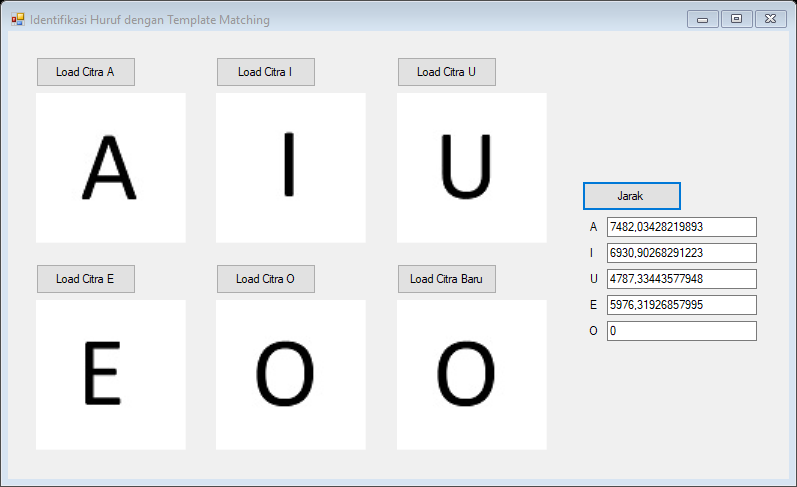 Identifikasi Huruf dengan Template Matching
Load Citra A
Load Citra I
Load Citra U
A
I
U
Load Citra E
Load Citra O
Load Citra Baru
E
O
O
Jarak
A 7482,03428219893
I 6930,90268291223
U 4787,33443577948
E 5976,31926857995
O 0